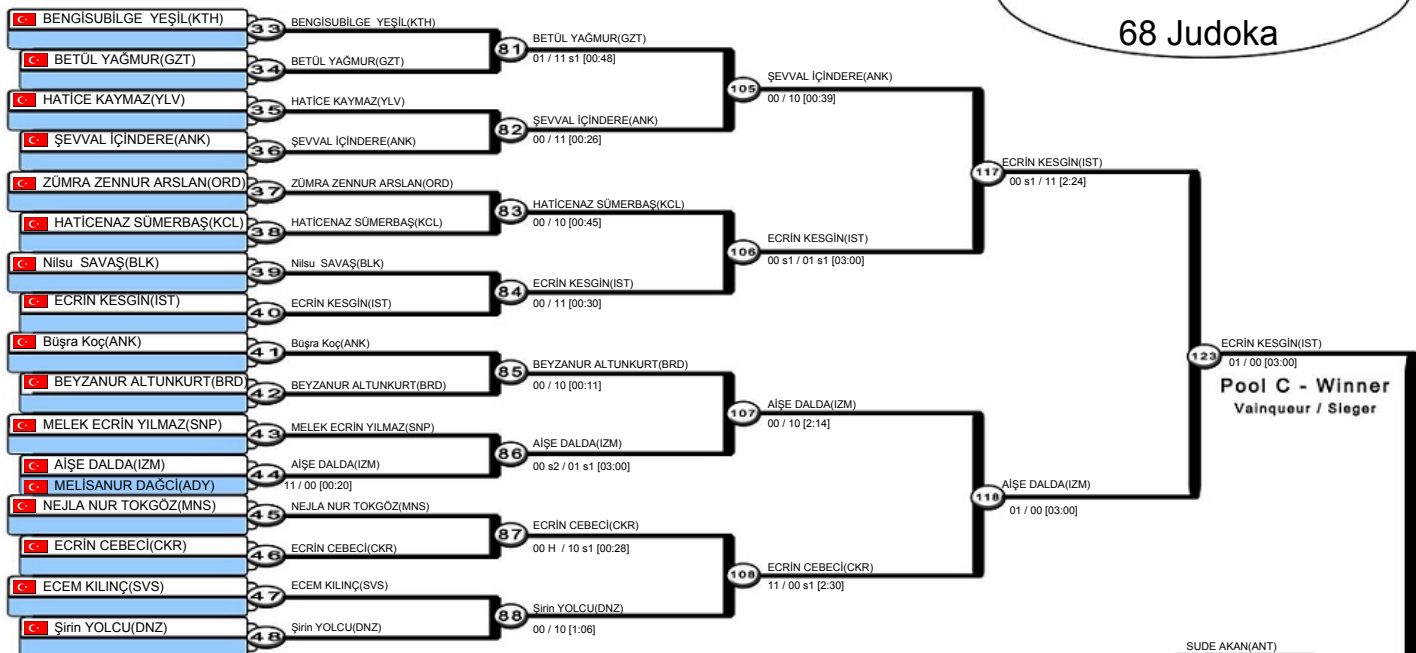 68 Judoka
BENGİSUBİLGE YEŞİL(KTH)
BETÜL YAĞMUR(GZT)
HATİCE KAYMAZ(YLV)
ŞEVVAL İÇİNDERE(ANK)
ZÜMRA ZENNUR ARSLAN(ORD)
HATİCENAZ SÜMERBAŞ(KCL)
Nilsu SAVAŞ(BLK)
ECRİN KESGİN(IST)
Büşra Koç(ANK)
BEYZANUR ALTUNKURT(BRD)
MELEK ECRİN YILMAZ(SNP)
AİŞE DALDA(IZM)
MELİSANUR DAĞCİ(ADY)
NEJLA NUR TOKGÖZ(MNS)
ECRİN CEBECİ(CKR)
ECEM KILINÇ(SVS)
Şirin YOLCU(DNZ)
33
BENGİSUBİLGE YEŞİL(KTH)
34
BETÜL YAĞMUR(GZT)
35
HATİCE KAYMAZ(YLV)
36
ŞEVVAL İÇİNDERE(ANK)
37
ZÜMRA ZENNUR ARSLAN(ORD)
38
HATİCENAZ SÜMERBAŞ(KCL)
39
Nilsu SAVAŞ(BLK)
40
ECRİN KESGİN(IST)
41
Büşra Koç(ANK)
42
BEYZANUR ALTUNKURT(BRD)
43
MELEK ECRİN YILMAZ(SNP)
44
AİŞE DALDA(IZM)
11 / 00 [00:20]
45
NEJLA NUR TOKGÖZ(MNS)
46
ECRİN CEBECİ(CKR)
47
ECEM KILINÇ(SVS)
48
Şirin YOLCU(DNZ)
81
BETÜL YAĞMUR(GZT)
01 / 11 s1 [00:48]
82
ŞEVVAL İÇİNDERE(ANK)
00 / 11 [00:26]
83
HATİCENAZ SÜMERBAŞ(KCL)
00 / 10 [00:45]
84
ECRİN KESGİN(IST)
00 / 11 [00:30]
85
BEYZANUR ALTUNKURT(BRD)
00 / 10 [00:11]
86
AİŞE DALDA(IZM)
00 s2 / 01 s1 [03:00]
87
ECRİN CEBECİ(CKR)
00 H / 10 s1 [00:28]
88
Şirin YOLCU(DNZ)
00 / 10 [1:06]
105
ŞEVVAL İÇİNDERE(ANK)
00 / 10 [00:39]
106
ECRİN KESGİN(IST)
00 s1 / 01 s1 [03:00]
107
AİŞE DALDA(IZM)
00 / 10 [2:14]
108
ECRİN CEBECİ(CKR)
11 / 00 s1 [2:30]
117
ECRİN KESGİN(IST)
00 s1 / 11 [2:24]
118
AİŞE DALDA(IZM)
01 / 00 [03:00]
123
ECRİN KESGİN(IST)
01 / 00 [03:00]
Pool C - Winner
Vainqueur / Sieger
SUDE AKAN(ANT)